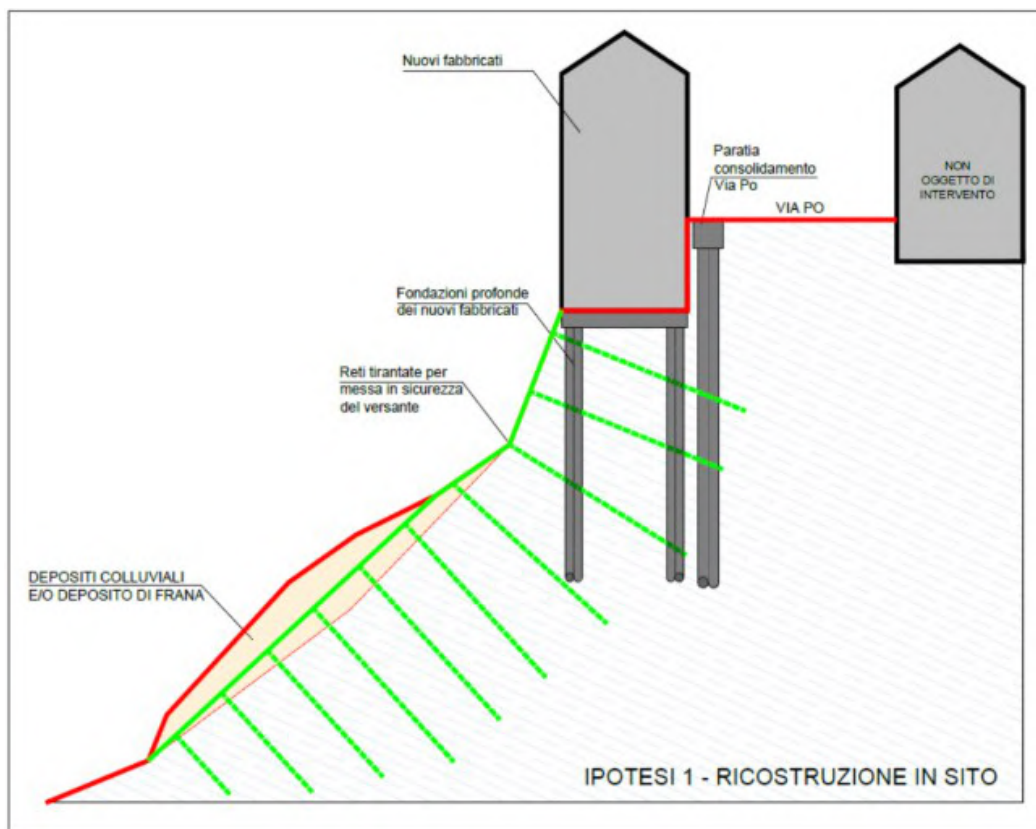 Nuovi fabbricati
Paratia
consolidamento
Via Po
VIA PO
NON
OGGETTO DI
INTERVENTO
Fondazioni profonde
dei nuovi fabbricati
Reti tirantate per
messa in sicurezza
del versante
DEPOSITI COLLUVIALI
E/O DEPOSITO DI FRANA
IPOTESI 1 - RICOSTRUZIONE IN SITO